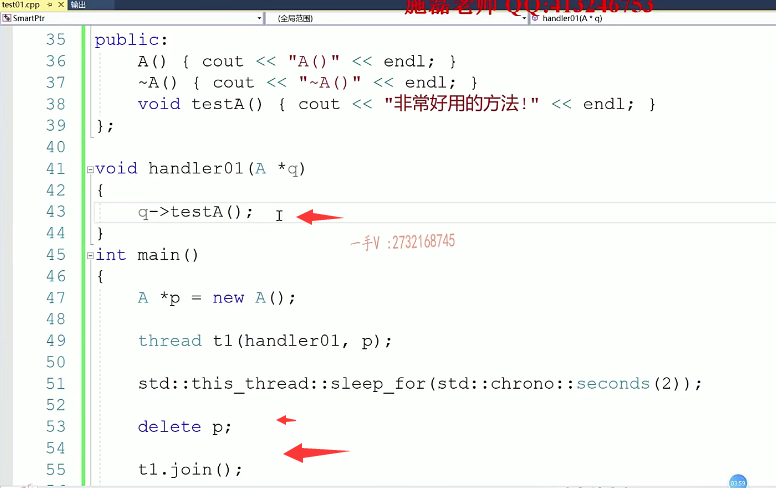 test01.cpp 输出
施磊老师 QQ:413246753
SmartPtr (全局范围) handler01(A * q)
35 public:
36 A() { cout << "A()" << endl; }
37 ~A() { cout << "~A()" << endl; }
38 void testA() { cout << "非常好用的方法!" << endl; }
39 };
40
41 void handler01(A *q)
42 {
43 q->testA();
44 }
一手V :2732168745
45 int main()
46 {
47 A *p = new A();
48
49 thread t1(handler01, p);
50
51 std::this_thread::sleep_for(std::chrono::seconds(2));
52
53 delete p;
54
55 t1.join();
03:59